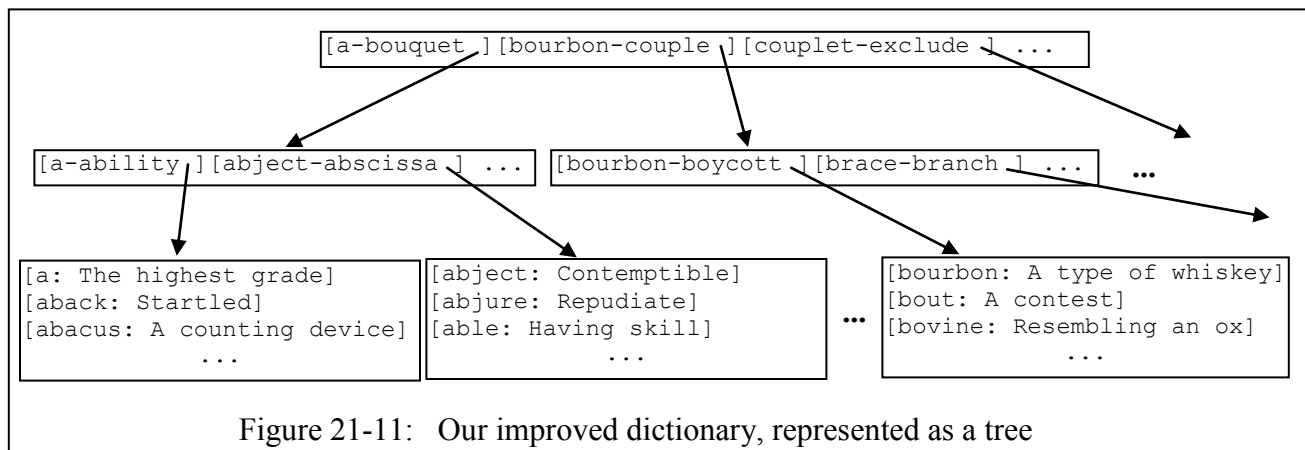 [a-bouquet ][bourbon-couple ][couplet-exclude ] ...
[a-ability ][abject-abscissa ] ...
[bourbon-boycott ][brace-branch ] ...
...
[a: The highest grade]
[aback: Startled]
[abacus: A counting device]
...
[abject: Contemptible]
[abjure: Repudiate]
[able: Having skill]
...
...
[bourbon: A type of whiskey]
[bout: A contest]
[bovine: Resembling an ox]
...
Figure 21-11: Our improved dictionary, represented as a tree